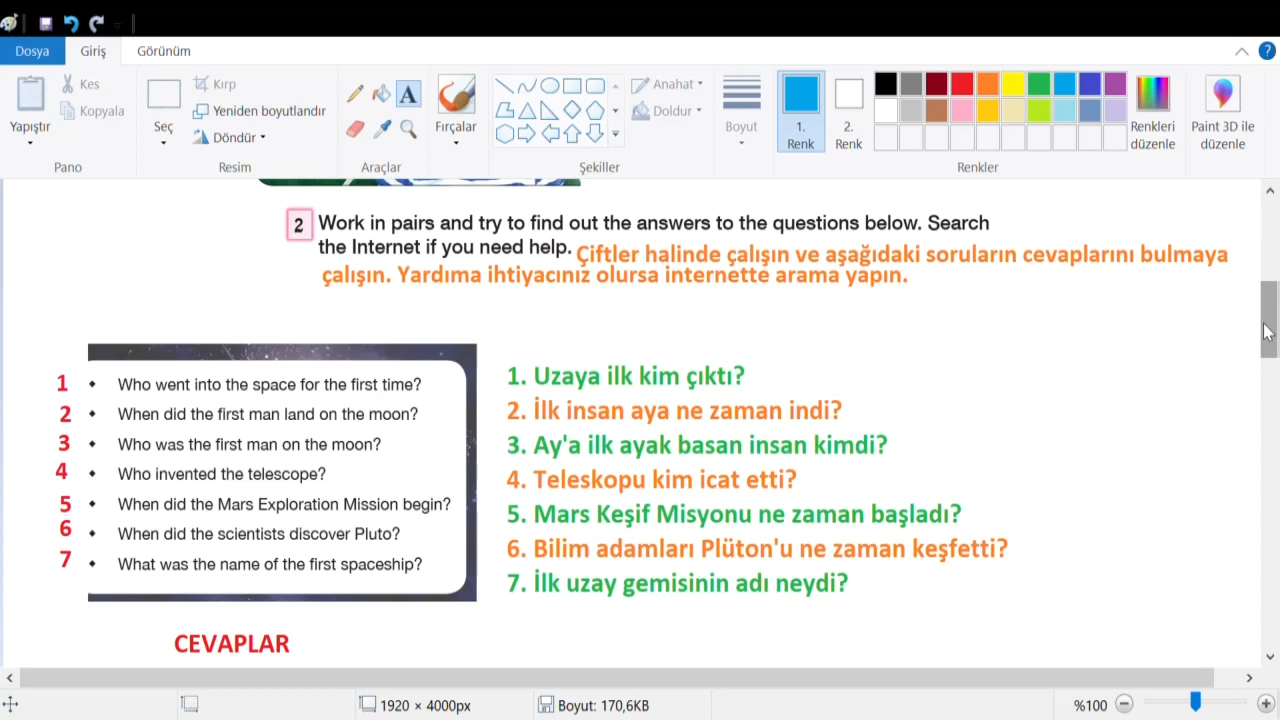 Dosya
Giriş
Görünüm
?
Yapıştır
Kes
Kopyala
Pano
Seç
Kırp
Yeniden boyutlandır
Döndür
Resim
A
Araçlar
Fırçalar
Anahat
Doldur
Şekiller
Boyut
1.
Renk
2.
Renk
Renkleri
düzenle
Paint 3D ile
düzenle
Renkler
2 Work in pairs and try to find out the answers to the questions below. Search
the Internet if you need help. Çiftler halinde çalışın ve aşağıdaki soruların cevaplarını bulmaya
çalışın. Yardıma ihtiyacınız olursa internette arama yapın.
1 • Who went into the space for the first time?
2 • When did the first man land on the moon?
3 • Who was the first man on the moon?
4 • Who invented the telescope?
5 • When did the Mars Exploration Mission begin?
6 • When did the scientists discover Pluto?
7 • What was the name of the first spaceship?
1. Uzaya ilk kim çıktı?
2. İlk insan aya ne zaman indi?
3. Ay'a ilk ayak basan insan kimdi?
4. Teleskopu kim icat etti?
5. Mars Keşif Misyonu ne zaman başladı?
6. Bilim adamları Plüton'u ne zaman keşfetti?
7. İlk uzay gemisinin adı neydi?
CEVAPLAR
1920 × 4000px
Boyut: 170,6KB
%100